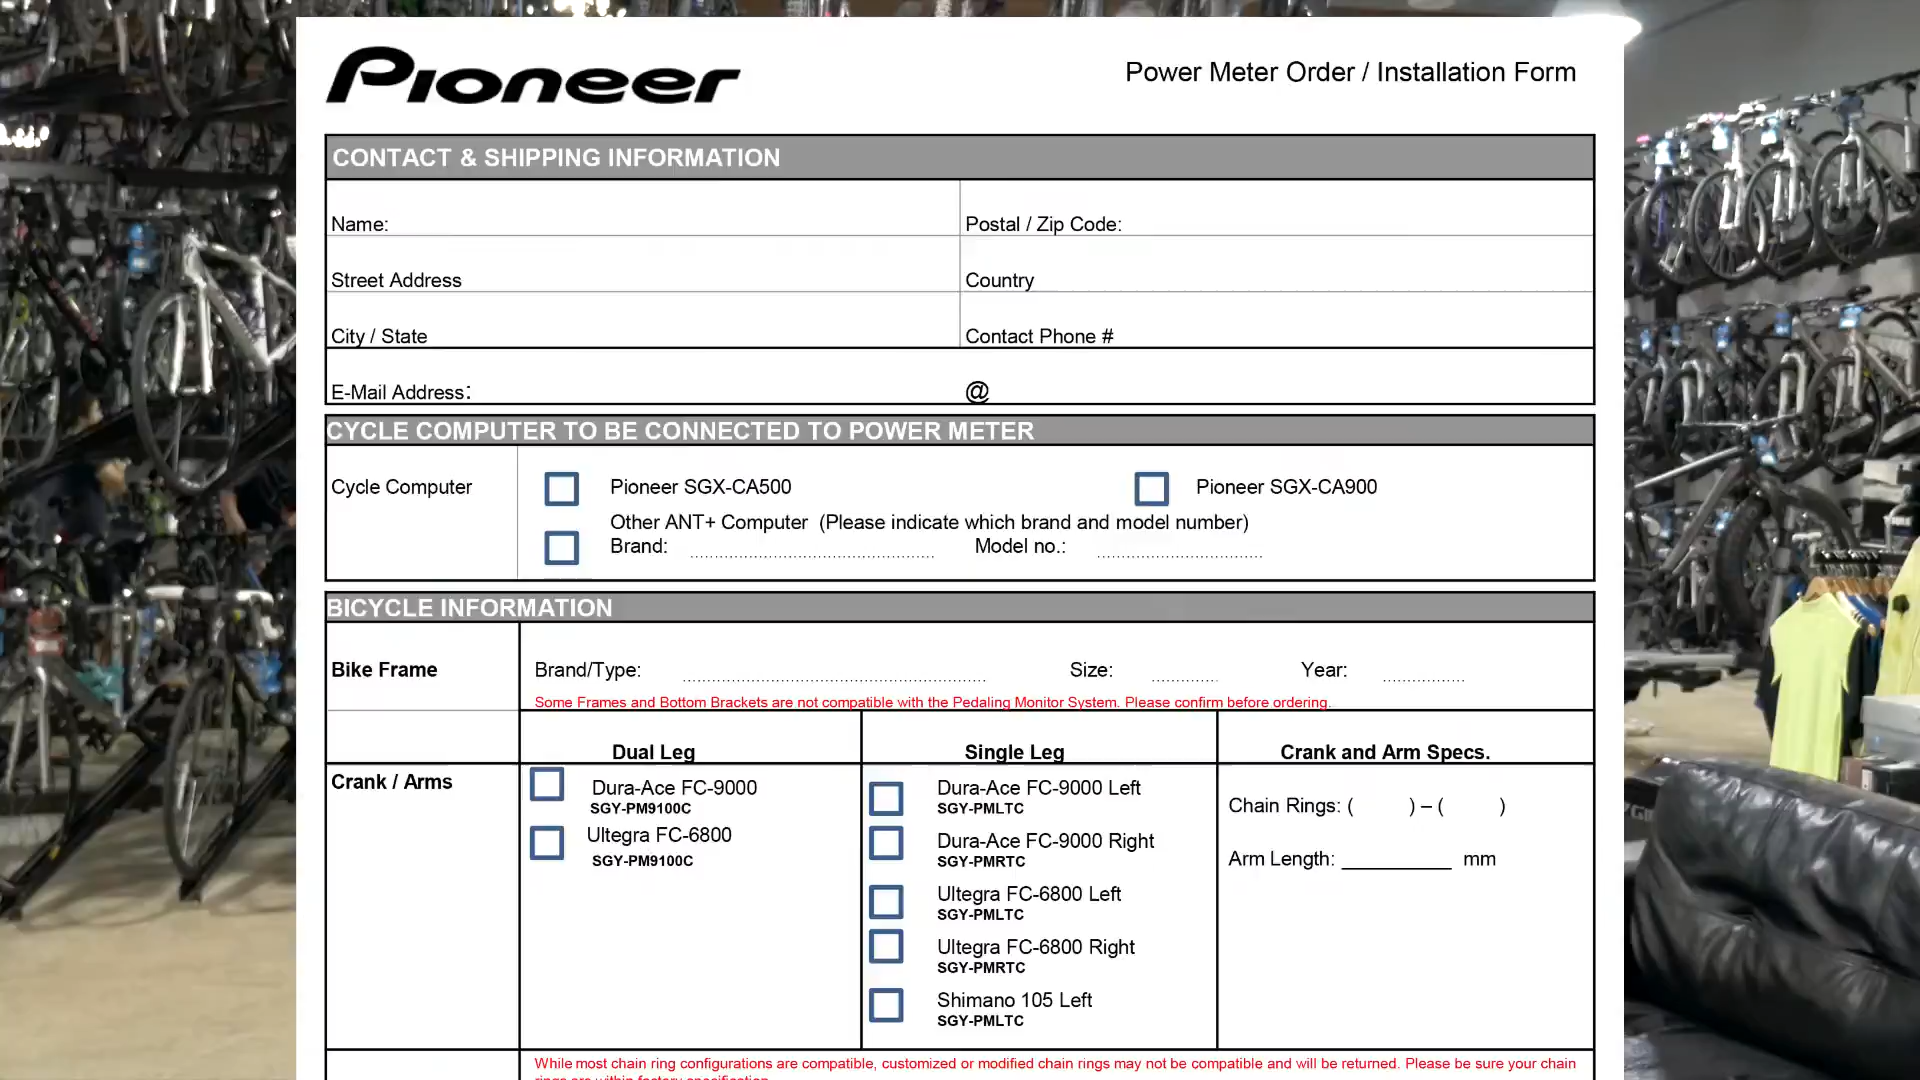 Pioneer
Power Meter Order / Installation Form
CONTACT & SHIPPING INFORMATION
Name:
Postal / Zip Code:
Street Address
Country
City / State
Contact Phone #
E-Mail Address:
@
CYCLE COMPUTER TO BE CONNECTED TO POWER METER
Cycle Computer
Pioneer SGX-CA500
Pioneer SGX-CA900
Other ANT+ Computer (Please indicate which brand and model number)
Brand: ............ Model no.: ............
BICYCLE INFORMATION
Bike Frame
Brand/Type: ............ Size: ............ Year: ............
Some Frames and Bottom Brackets are not compatible with the Pedaling Monitor System. Please confirm before ordering.
Dual Leg
Single Leg
Crank and Arm Specs.
Crank / Arms
Dura-Ace FC-9000
SGY-PM9100C
Ultegra FC-6800
SGY-PM9100C
Dura-Ace FC-9000 Left
SGY-PMLTC
Dura-Ace FC-9000 Right
SGY-PMRTC
Ultegra FC-6800 Left
SGY-PMLTC
Ultegra FC-6800 Right
SGY-PMRTC
Shimano 105 Left
SGY-PMLTC
Chain Rings: ( ) – ( )
Arm Length: __________ mm
While most chain ring configurations are compatible, customized or modified chain rings may not be compatible and will be returned. Please be sure your chain
rings are within factory specification.